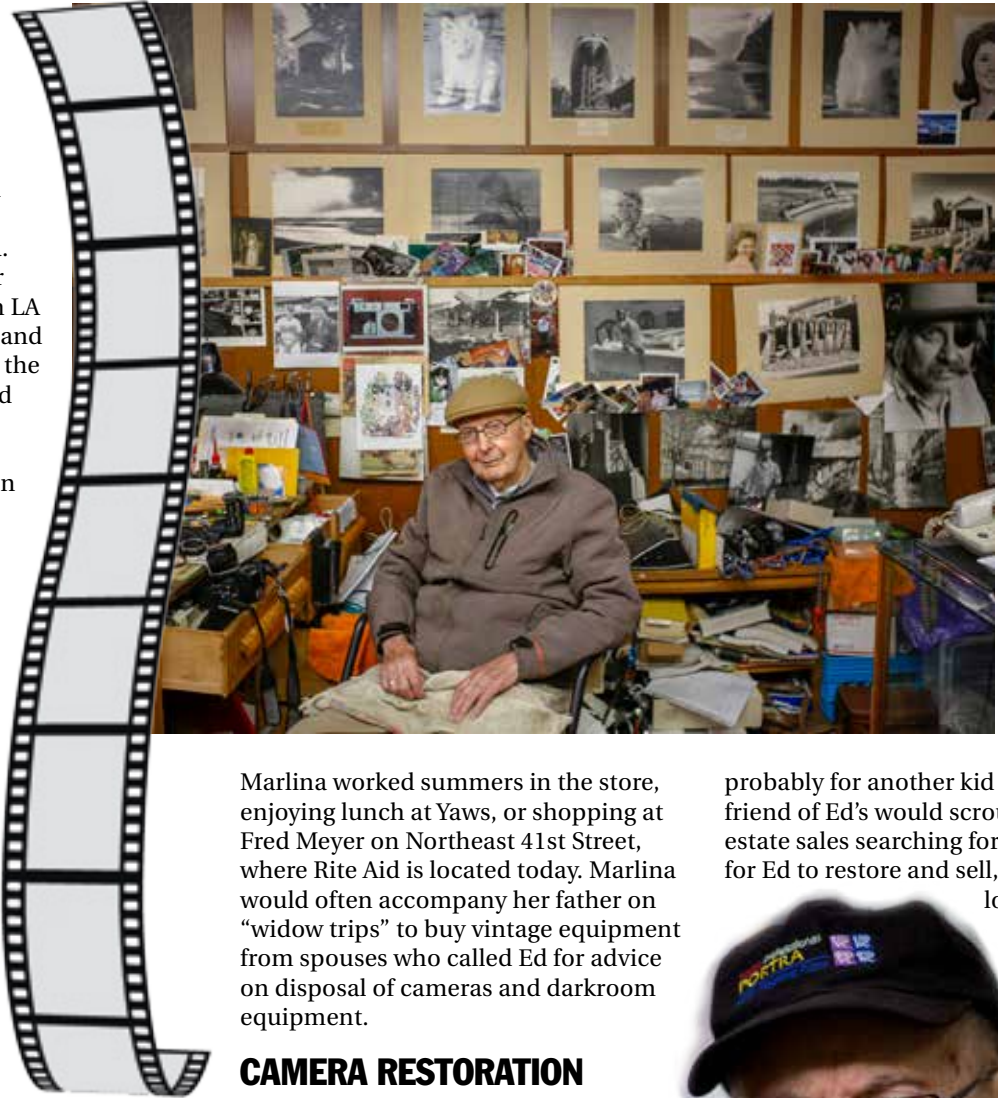 LA
and
the
Marlina worked summers in the store,
enjoying lunch at Yaws, or shopping at
Fred Meyer on Northeast 41st Street,
where Rite Aid is located today. Marlina
would often accompany her father on
“widow trips” to buy vintage equipment
from spouses who called Ed for advice
on disposal of cameras and darkroom
equipment.
CAMERA RESTORATION
probably for another kid
friend of Ed’s would
estate sales searching for
for Ed to restore and sell,
PORTRA